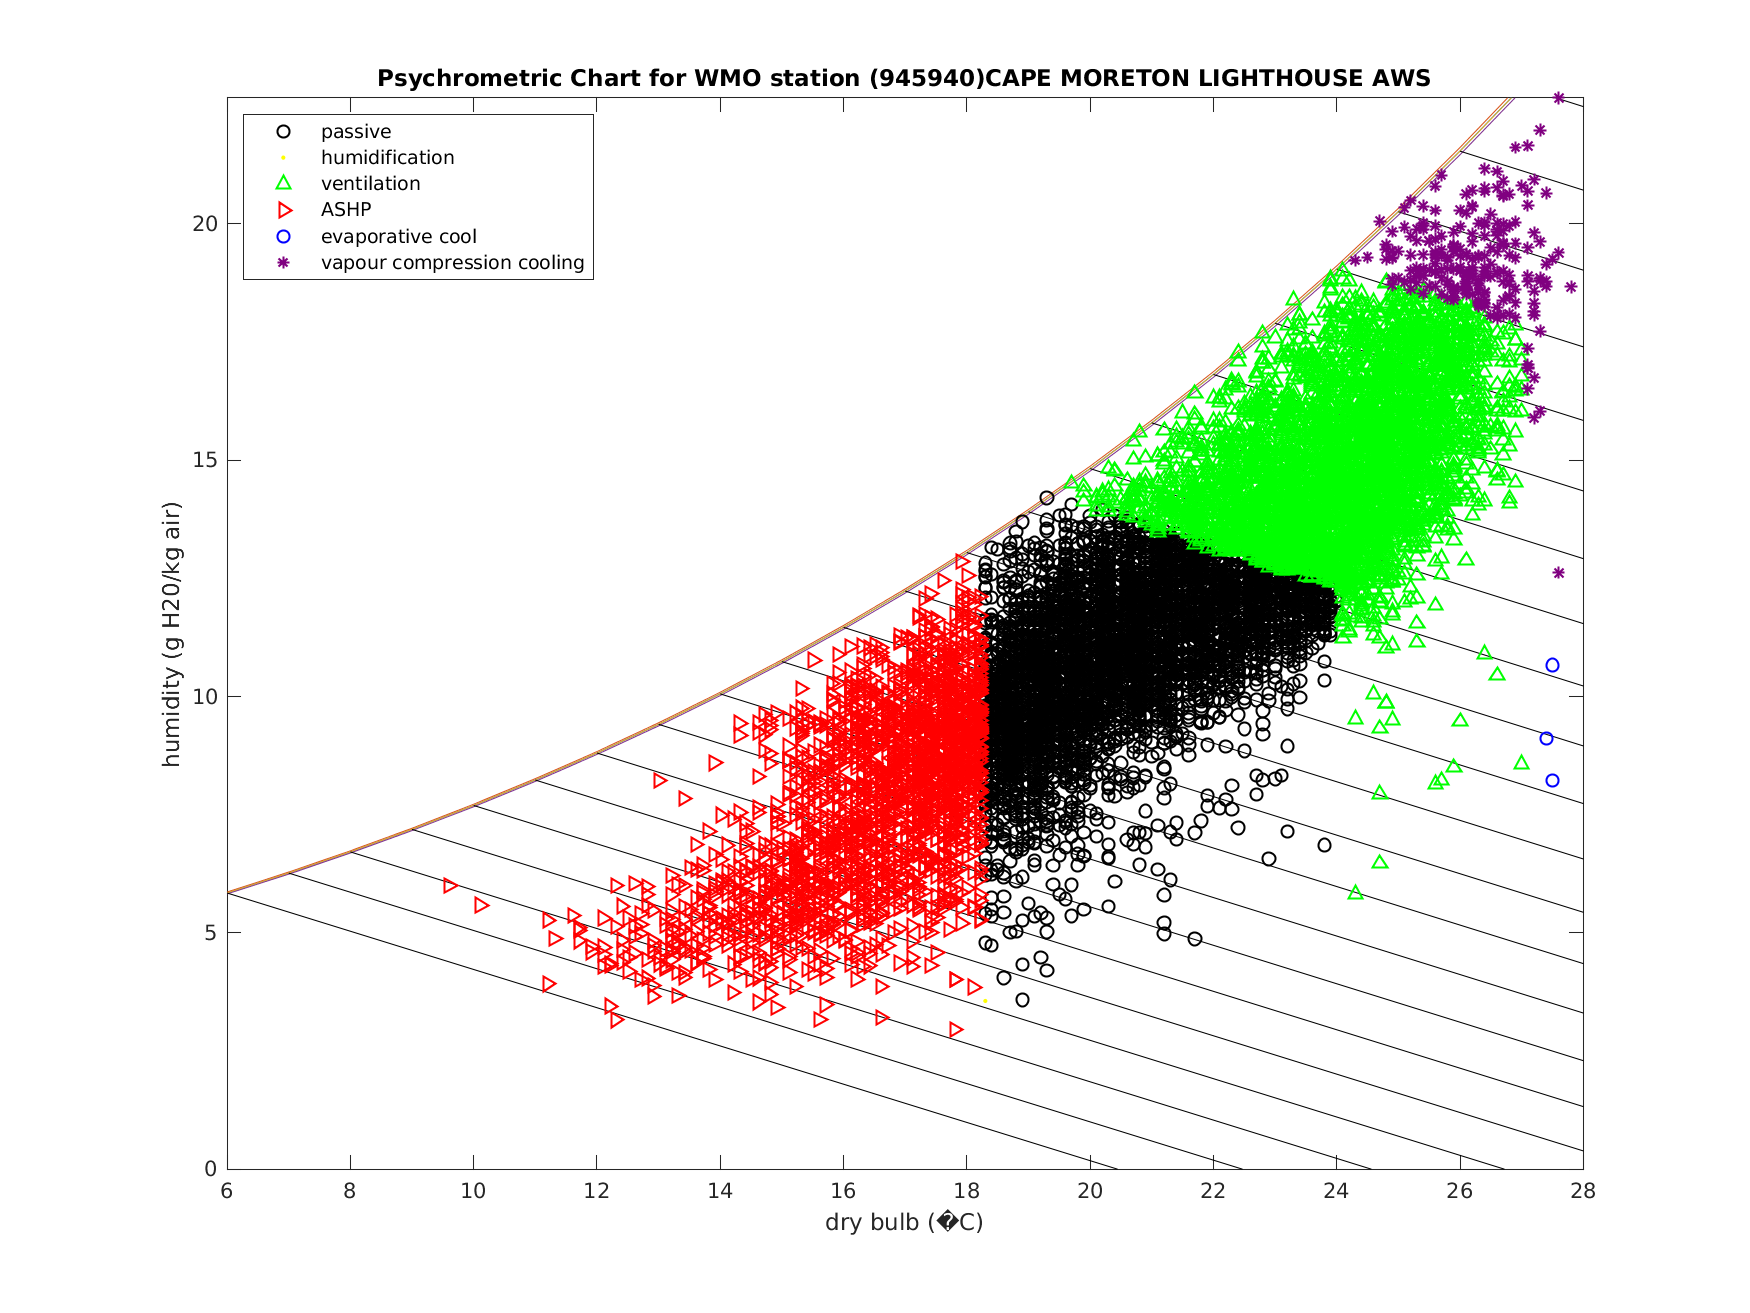 Psychrometric Chart for WMO station (945940)CAPE MORETON LIGHTHOUSE AWS
passive
humidification
ventilation
ASHP
evaporative cool
vapour compression cooling
20
15
10
5
0
humidity (g H20/kg air)
6 8 10 12 14 16 18 20 22 24 26 28
dry bulb (�C)